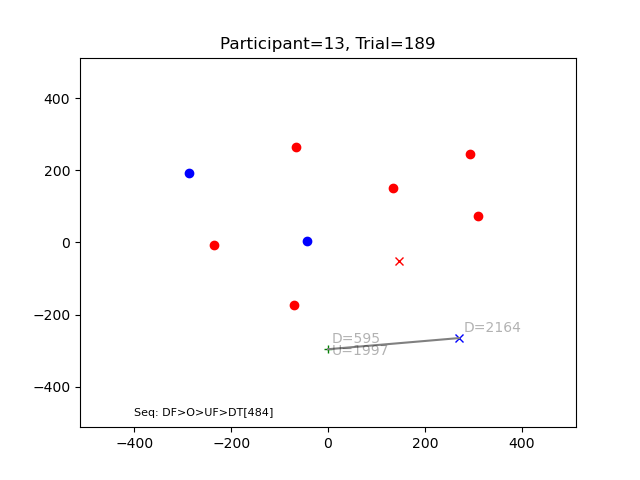 Participant=13, Trial=189
400
200
0
−200
−400
D=2164
D=595
U=1997
Seq: DF>O>UF>DT[484]
−400 −200 0 200 400